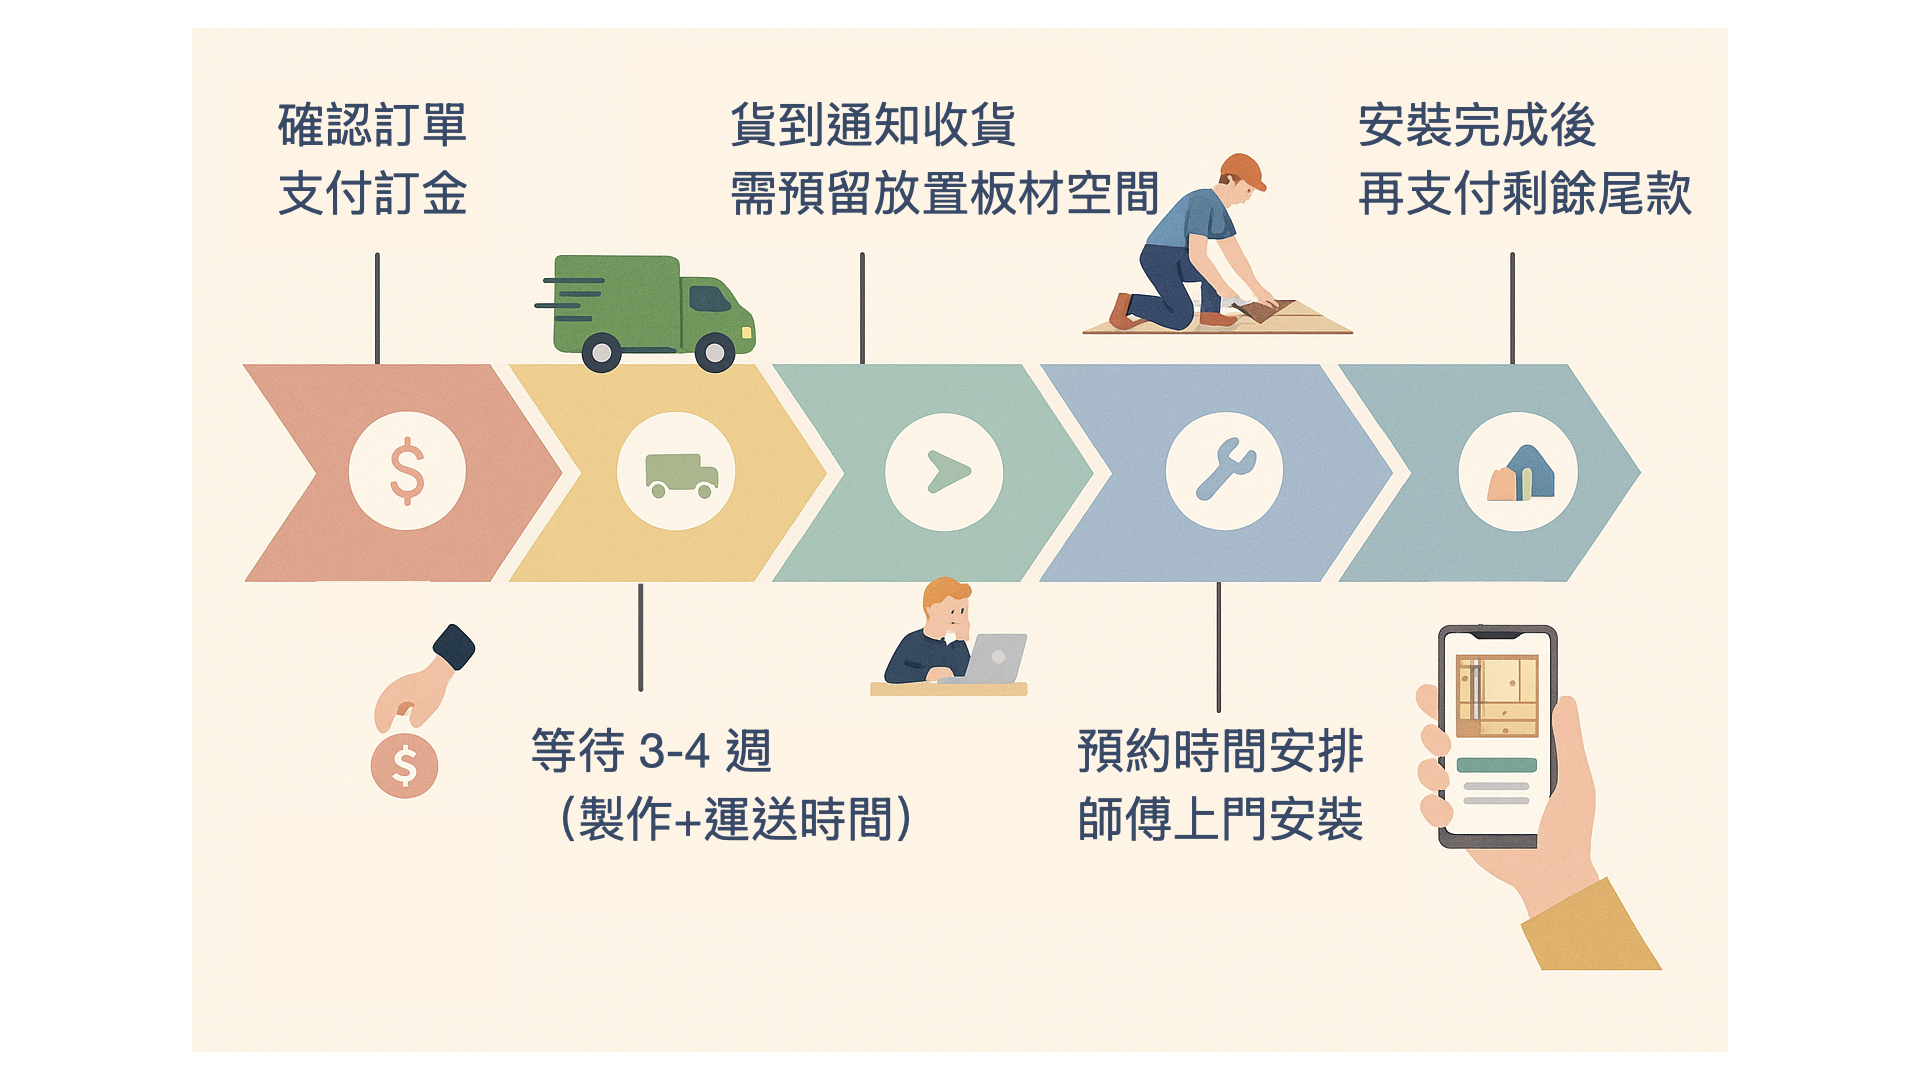 確認訂單
支付訂金
等待 3-4 週
（製作+運送時間）
貨到通知收貨
需預留放置板材空間
預約時間安排
師傅上門安裝
安裝完成後
再支付剩餘尾款
$
$